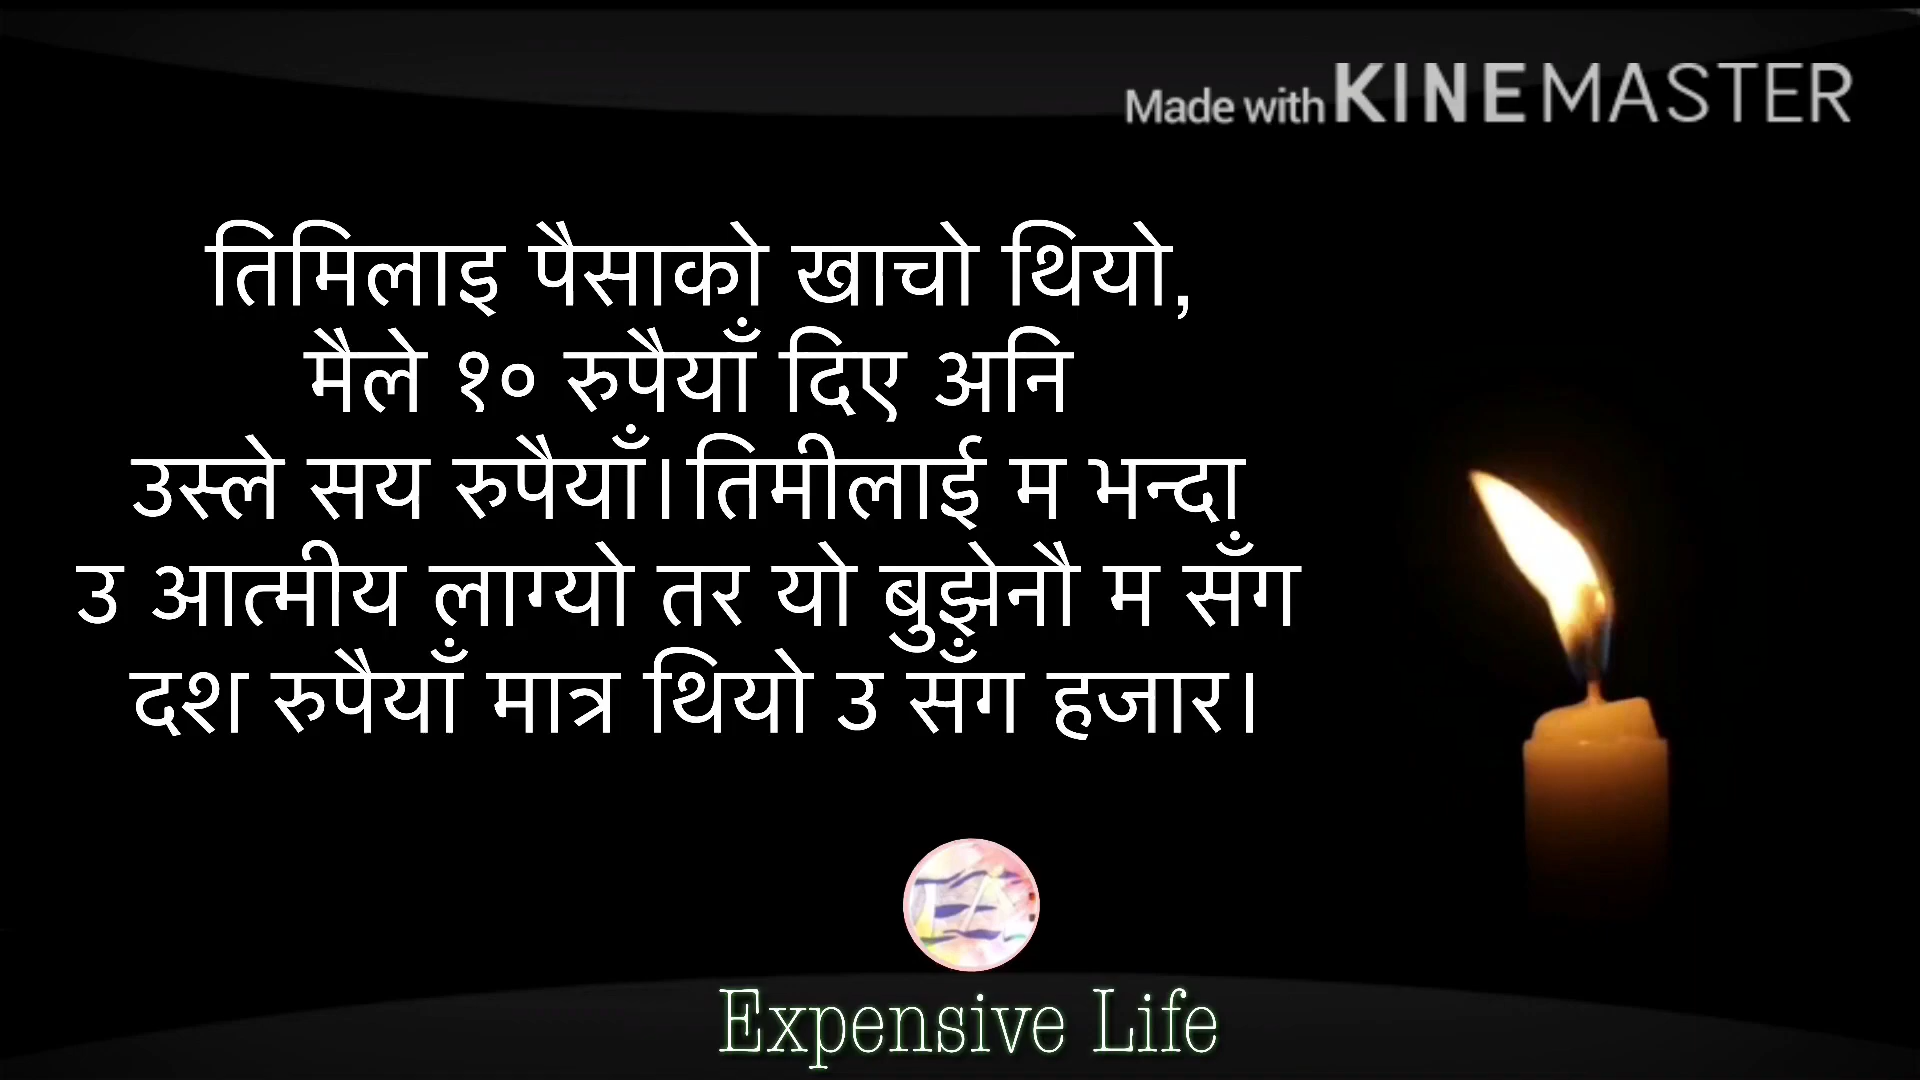 Made with KINEMASTER
तिमिलाइ पैसाको खाचो थियो,
मैले १० रुपैयाँ दिए अनि
उस्ले सय रुपैयाँ। तिमीलाई म भन्दा
उ आत्मीय लाग्यो तर यो बुझेनौ म सँग
दश रुपैयाँ मात्र थियो उ सँग हजार।
Expensive Life